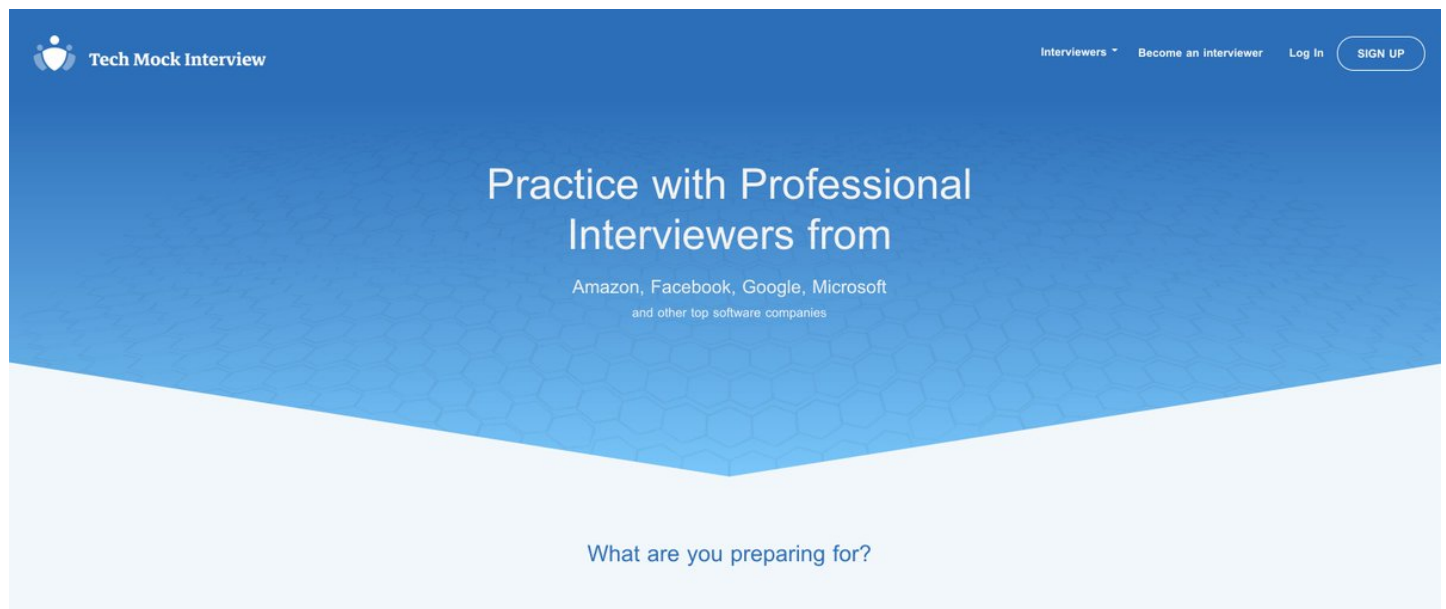 Tech Mock Interview
Interviewers
Become an interviewer
Log In
SIGN UP
Practice with Professional
Interviewers from
Amazon, Facebook, Google, Microsoft
and other top software companies
What are you preparing for?